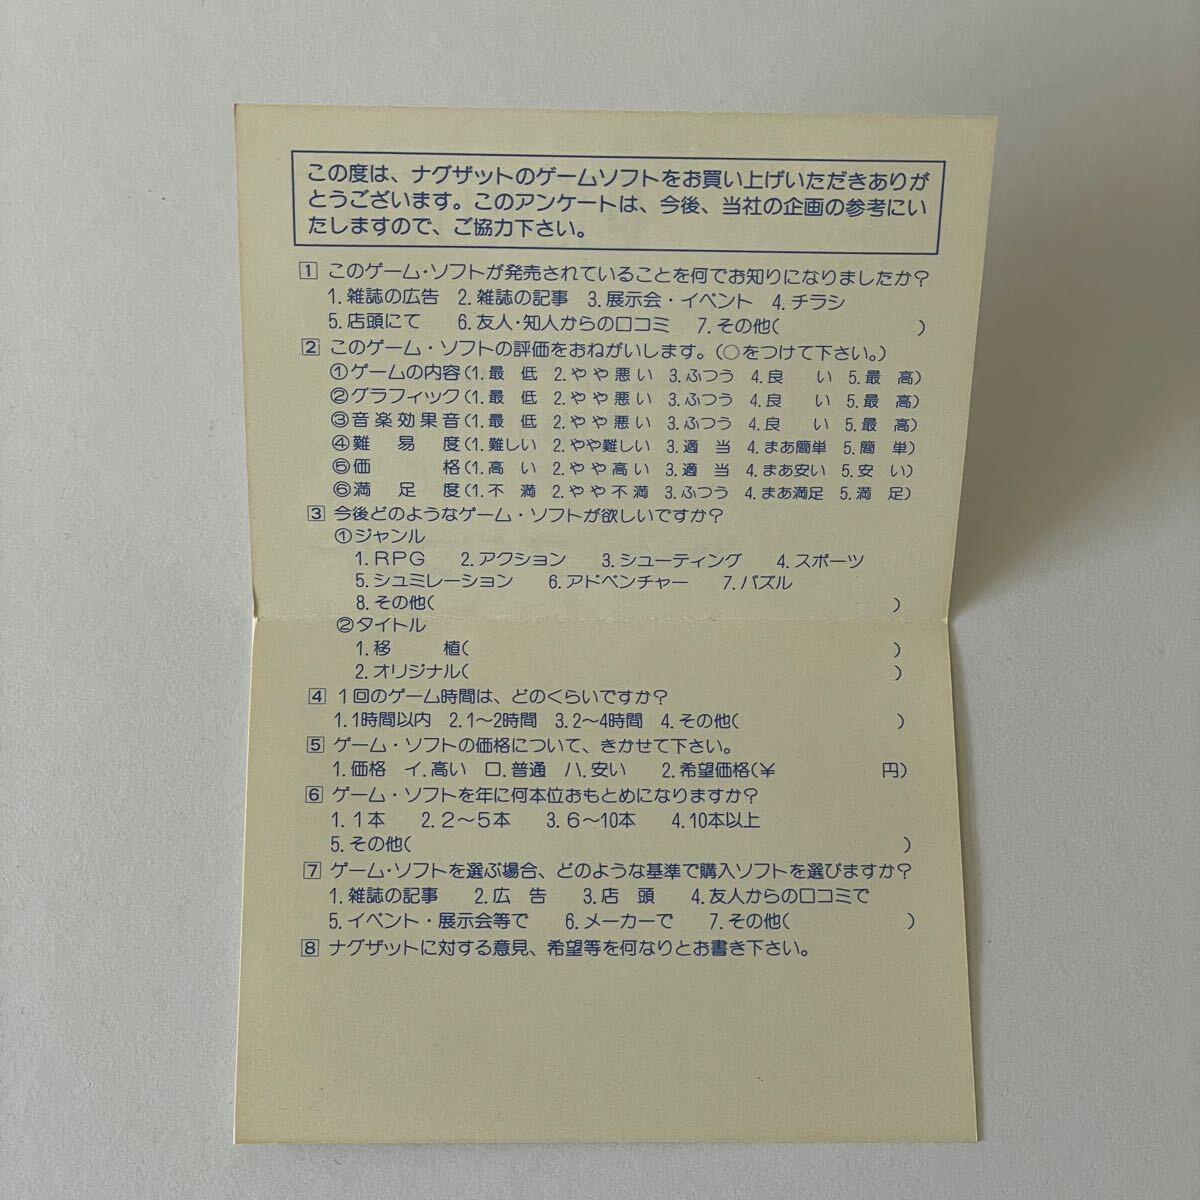 この度は、ナグザットのゲームソフトをお買い上げいただきありが
とうございます。このアンケートは、今後、当社の企画の参考にい
たしますので、ご協力下さい。
1 このゲーム・ソフトが発売されていることを何でお知りになりましたか?
1.雑誌の広告 2.雑誌の記事 3.展示会・イベント 4.チラシ
5.店頭にて 6.友人・知人からの口コミ 7.その他( )
2 このゲーム・ソフトの評価をおねがいします。(○をつけて下さい。)
①ゲームの内容(1.最 低 2.やや悪い 3.ふつう 4.良 い 5.最 高)
②グラフィック(1.最 低 2.やや悪い 3.ふつう 4.良 い 5.最 高)
③音楽効果音(1.最 低 2.やや悪い 3.ふつう 4.良 い 5.最 高)
④難 易 度(1.難しい 2.やや難しい 3.適 当 4.まあ簡単 5.簡 単)
⑤価 格(1.高 い 2.やや高い 3.適 当 4.まあ安い 5.安 い)
⑥満 足 度(1.不 満 2.やや不満 3.ふつう 4.まあ満足 5.満 足)
3 今後どのようなゲーム・ソフトが欲しいですか?
①ジャンル
1.RPG 2.アクション 3.シューティング 4.スポーツ
5.シュミレーション 6.アドベンチャー 7.パズル
8.その他( )
②タイトル
1.移 植( )
2.オリジナル( )
4 1回のゲーム時間は、どのくらいですか?
1.1時間以内 2.1~2時間 3.2~4時間 4.その他( )
5 ゲーム・ソフトの価格について、きかせて下さい。
1.価格 イ.高い ロ.普通 ハ.安い 2.希望価格(¥ 円)
6 ゲーム・ソフトを年に何本位おもとめになりますか?
1.1本 2.2~5本 3.6~10本 4.10本以上
5.その他( )
7 ゲーム・ソフトを選ぶ場合、どのような基準で購入ソフトを選びますか?
1.雑誌の記事 2.広 告 3.店 頭 4.友人からの口コミで
5.イベント・展示会等で 6.メーカーで 7.その他( )
8 ナグザットに対する意見、希望等を何なりとお書き下さい。